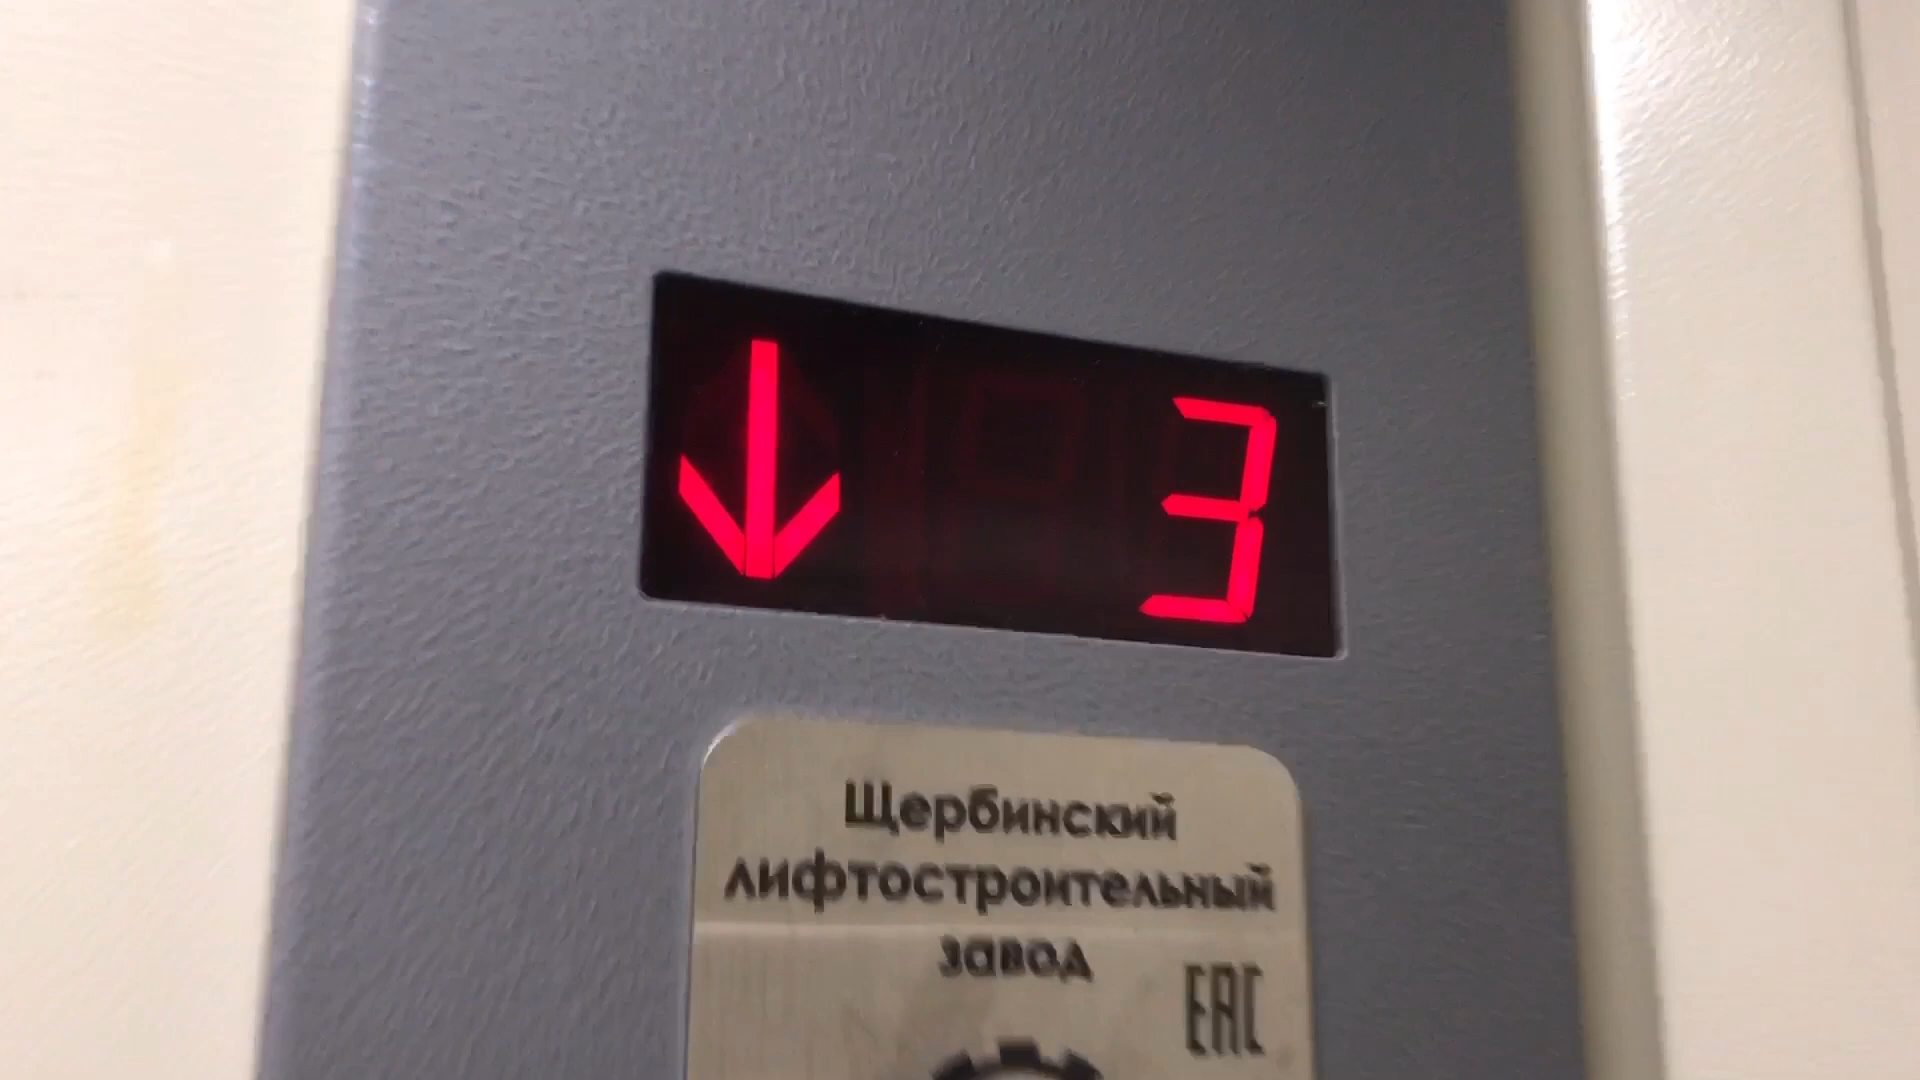 ↓ 3
Щербинский
лифтостроительный
завод
EAC